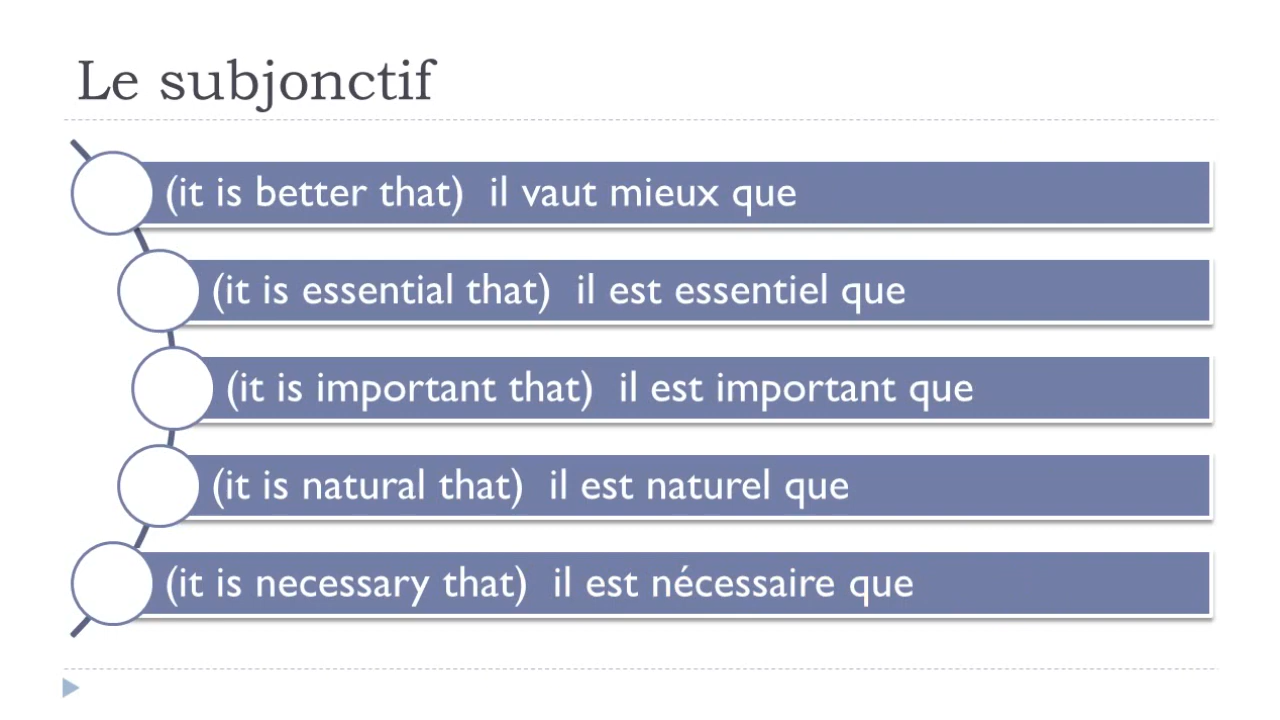 Le subjonctif
(it is better that) il vaut mieux que
(it is essential that) il est essentiel que
(it is important that) il est important que
(it is natural that) il est naturel que
(it is necessary that) il est nécessaire que